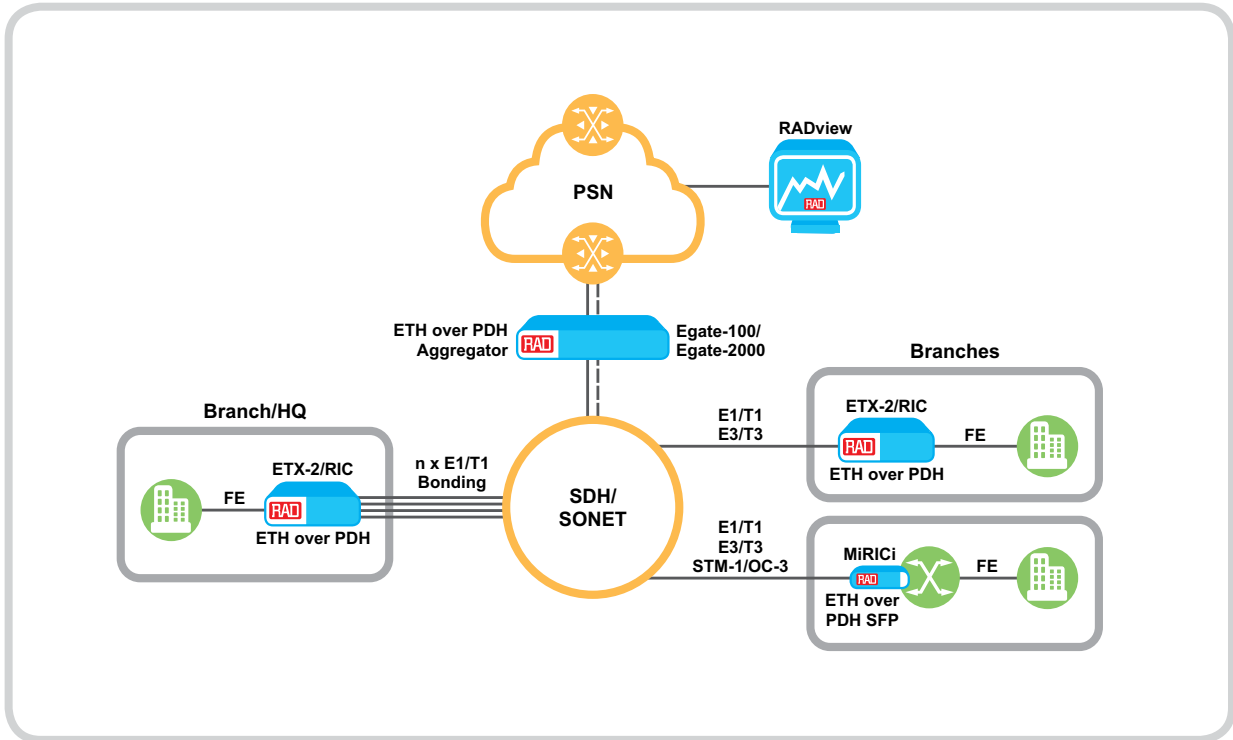 RADview
RAD
PSN
ETH over PDH
Aggregator
RAD
Egate-100/
Egate-2000
Branch/HQ
FE
ETX-2/RIC
RAD
ETH over PDH
n x E1/T1
Bonding
SDH/
SONET
Branches
E1/T1
E3/T3
ETX-2/RIC
RAD
ETH over PDH
FE
E1/T1
E3/T3
STM-1/OC-3
MiRICi
RAD
ETH over
PDH SFP
FE